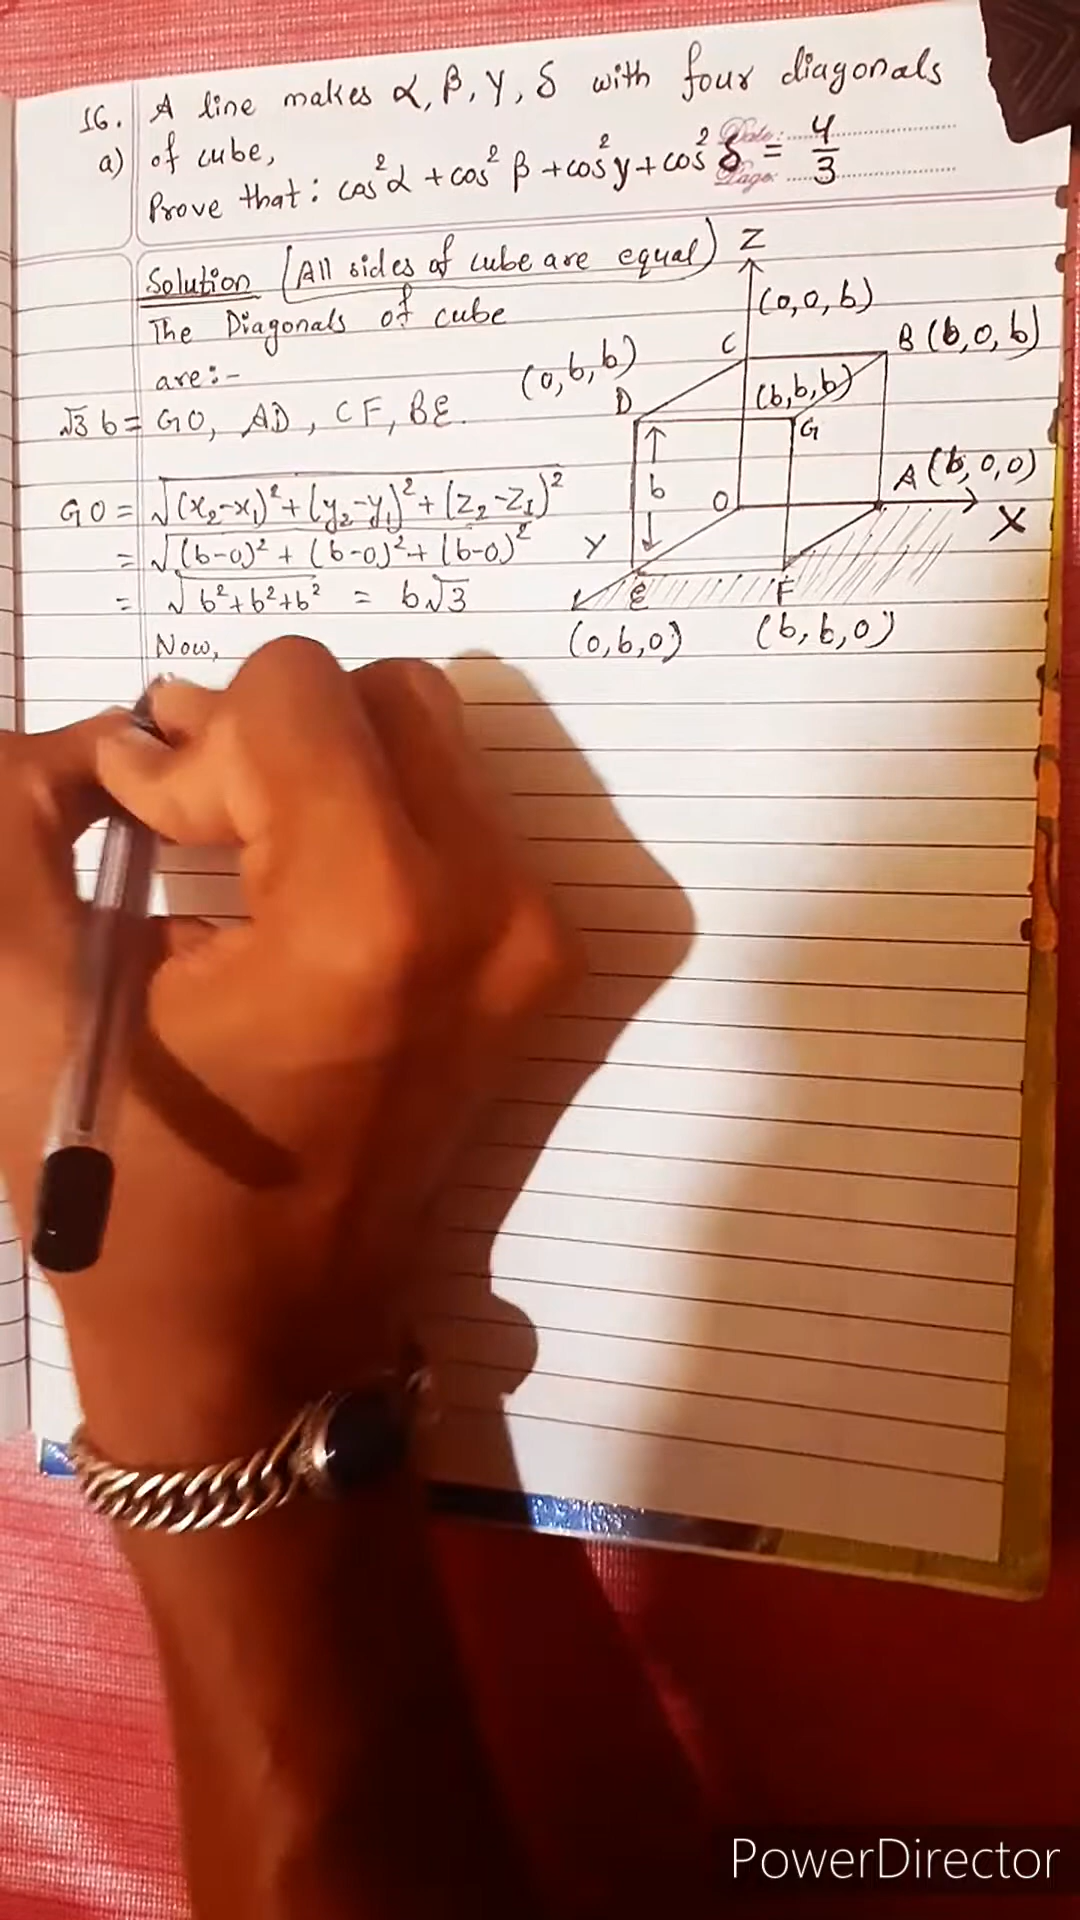 16. A line makes α, β, γ, δ with four diagonals
a) of cube,
Prove that : cos²α + cos²β + cos²y + cos²δ = 4/3
Date:
Page:
Solution (All sides of cube are equal)
The Diagonals of cube
are:-
√3 b = GO, AD, CF, BE.
GO = √(x₂-x₁)² + (y₂-y₁)² + (z₂-z₁)²
= √(b-0)² + (b-0)² + (b-0)²
= √b²+b²+b² = b√3
Now,
Z
(0,0,b)
C
B (b,0,b)
(0,b,b)
D
(b,b,b)
G
b
O
A (b,0,0)
X
Y
E
F
(0,b,0)
(b,b,0)
PowerDirector